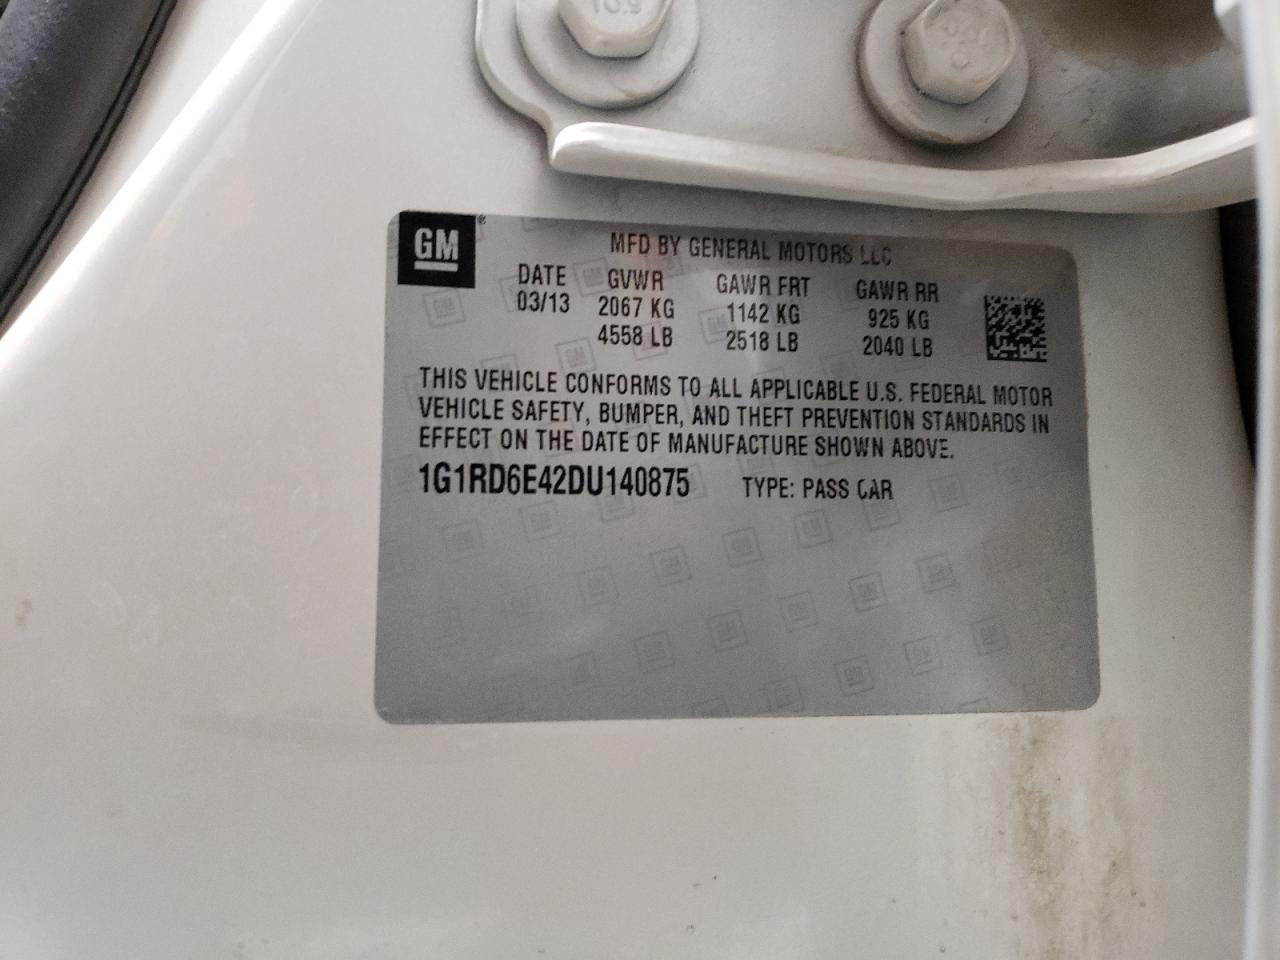 10.9
GM
MFD BY GENERAL MOTORS LLC
DATE GVWR GAWR FRT GAWR RR
03/13 2067 KG 1142 KG 925 KG
4558 LB 2518 LB 2040 LB
THIS VEHICLE CONFORMS TO ALL APPLICABLE U.S. FEDERAL MOTOR
VEHICLE SAFETY, BUMPER, AND THEFT PREVENTION STANDARDS IN
EFFECT ON THE DATE OF MANUFACTURE SHOWN ABOVE.
1G1RD6E42DU140875 TYPE: PASS CAR